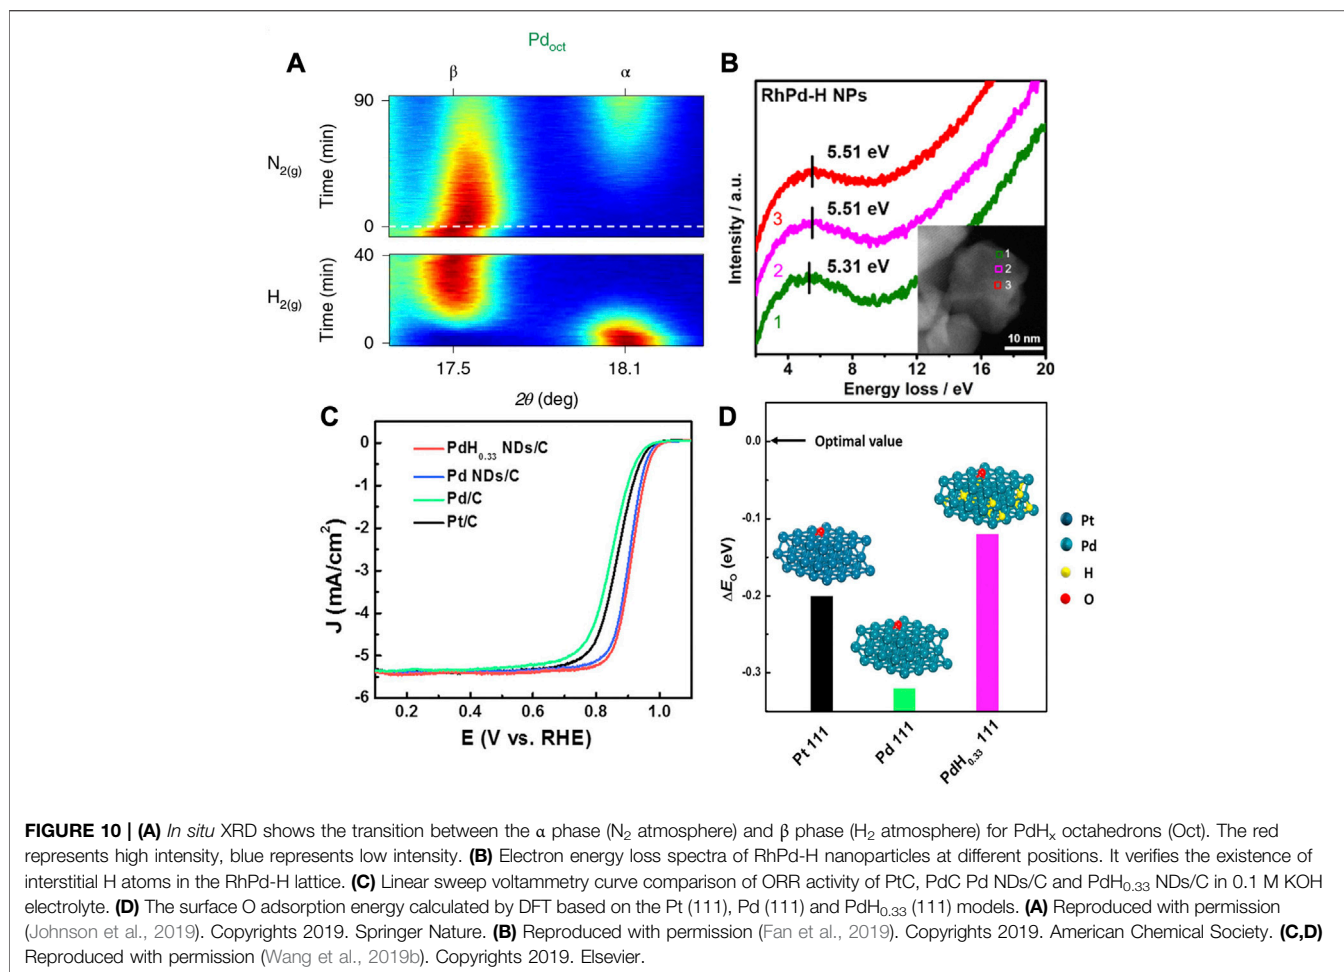 Pd_oct
A
β
α
90
N_2(g)
Time (min)
0
40
H_2(g)
Time (min)
0
17.5
18.1
2θ (deg)
B
RhPd-H NPs
5.51 eV
3
5.51 eV
2
5.31 eV
1
1
2
3
10 nm
Intensity / a.u.
4
8
12
16
20
Energy loss / eV
C
PdH_0.33 NDs/C
Pd NDs/C
Pd/C
Pt/C
0
-1
-2
-3
-4
-5
-6
J (mA/cm²)
0.2
0.4
0.6
0.8
1.0
E (V vs. RHE)
D
0.0
Optimal value
-0.1
-0.2
-0.3
ΔE_o (eV)
Pt
Pd
H
O
Pt 111
Pd 111
PdH_0.33 111
FIGURE 10 | (A) In situ XRD shows the transition between the α phase (N₂ atmosphere) and β phase (H₂ atmosphere) for PdHₓ octahedrons (Oct). The red
represents high intensity, blue represents low intensity. (B) Electron energy loss spectra of RhPd-H nanoparticles at different positions. It verifies the existence of
interstitial H atoms in the RhPd-H lattice. (C) Linear sweep voltammetry curve comparison of ORR activity of PtC, PdC Pd NDs/C and PdH_0.33 NDs/C in 0.1 M KOH
electrolyte. (D) The surface O adsorption energy calculated by DFT based on the Pt (111), Pd (111) and PdH_0.33 (111) models. (A) Reproduced with permission
(Johnson et al., 2019). Copyrights 2019. Springer Nature. (B) Reproduced with permission (Fan et al., 2019). Copyrights 2019. American Chemical Society. (C,D)
Reproduced with permission (Wang et al., 2019b). Copyrights 2019. Elsevier.